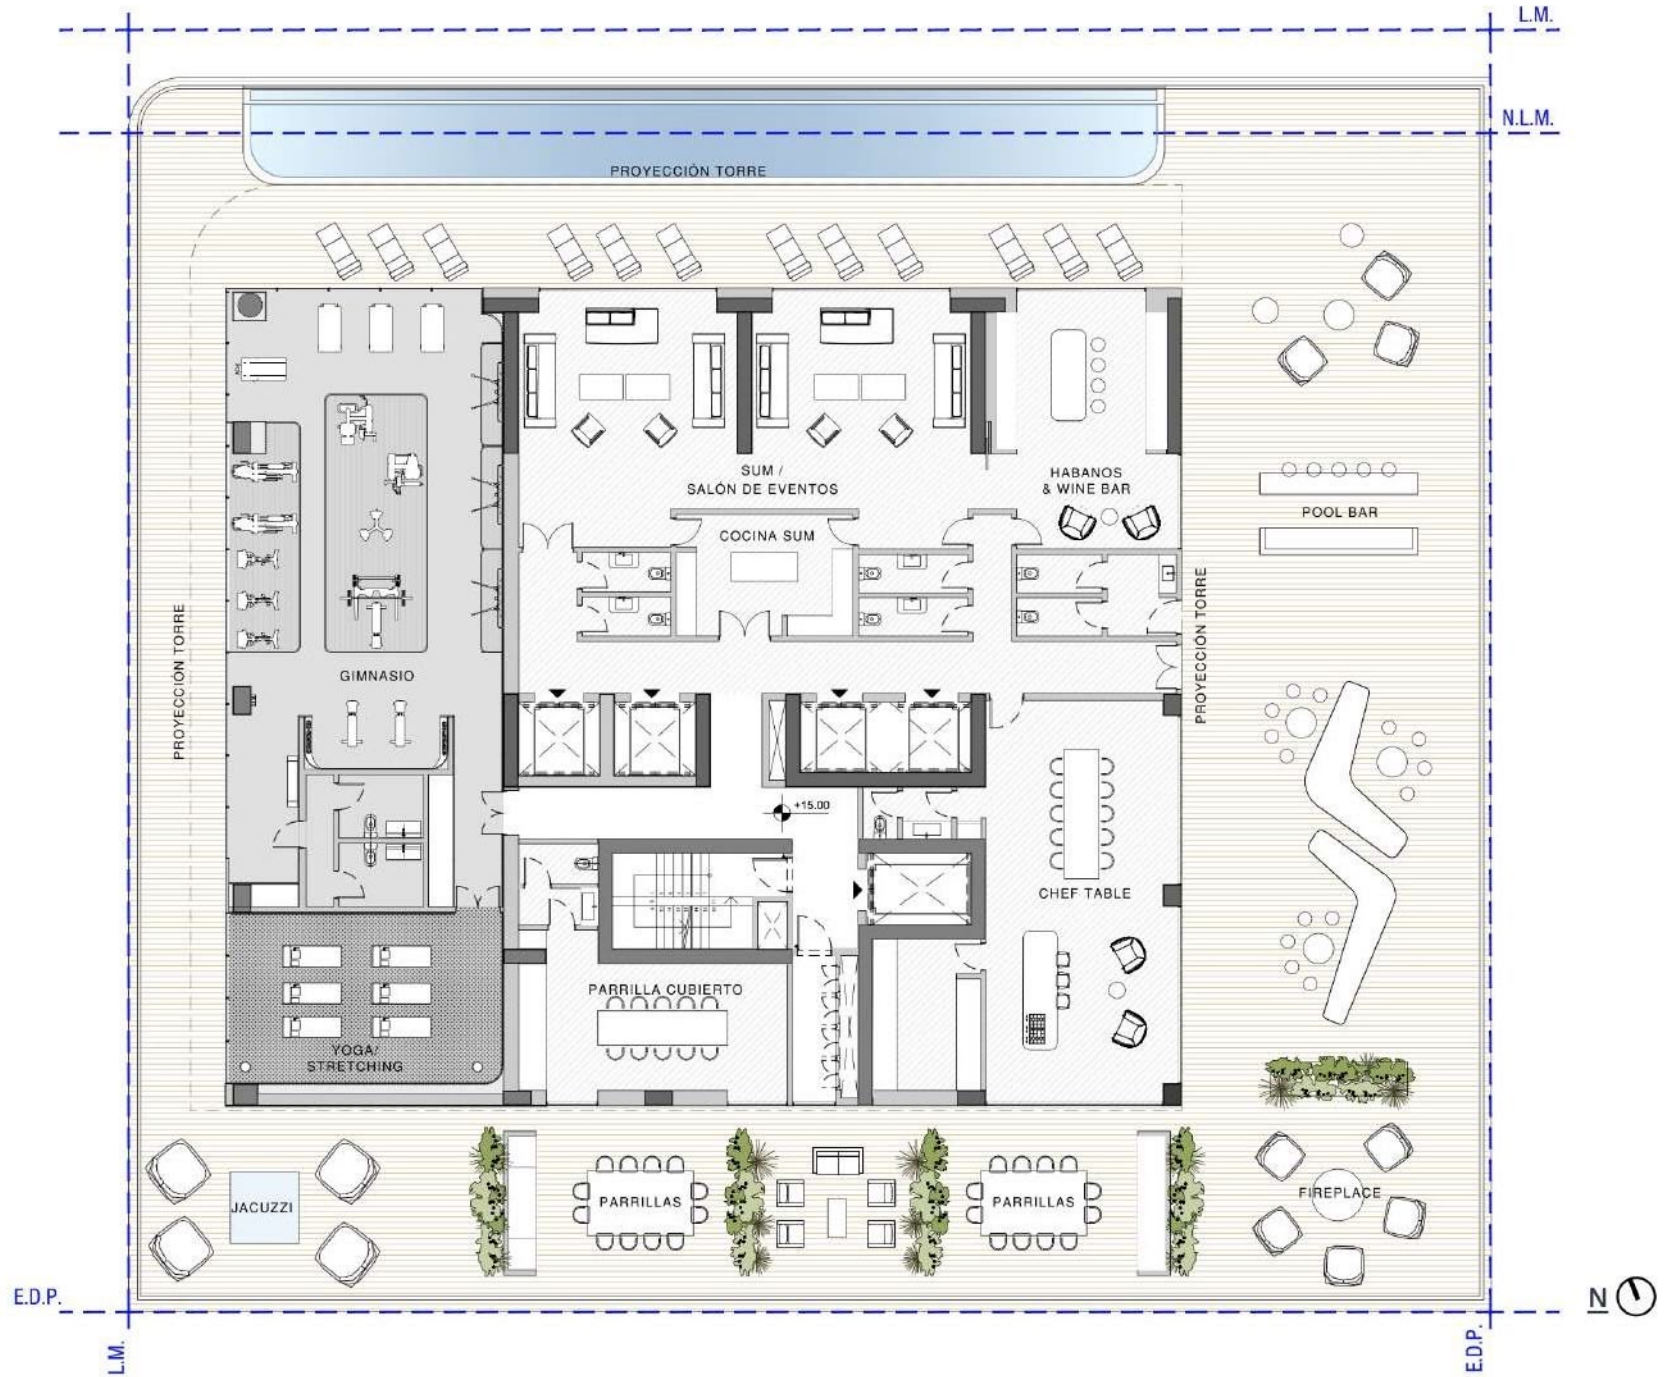 L.M.
N.L.M.
PROYECCIÓN TORRE
SUM /
SALÓN DE EVENTOS
HABANOS
& WINE BAR
POOL BAR
COCINA SUM
PROYECCIÓN TORRE
PROYECCIÓN TORRE
GIMNASIO
+15.00
CHEF TABLE
PARRILLA CUBIERTO
YOGA/
STRETCHING
JACUZZI
PARRILLAS
PARRILLAS
FIREPLACE
E.D.P.
N
L.M.
E.D.P.